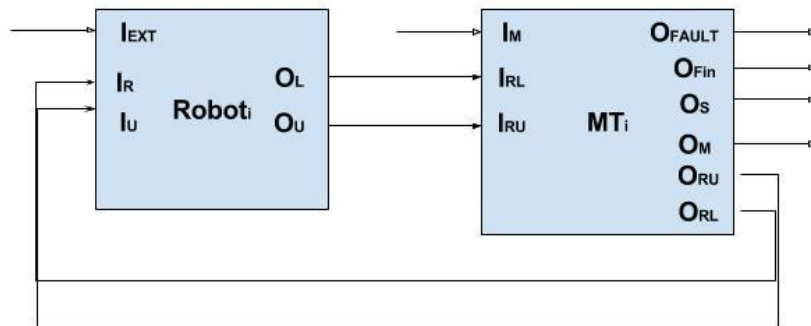 IEXT
IR
IU
Roboti
OL
OU
IM
IRL
IRU
MTi
OFAULT
OFin
OS
OM
ORU
ORL